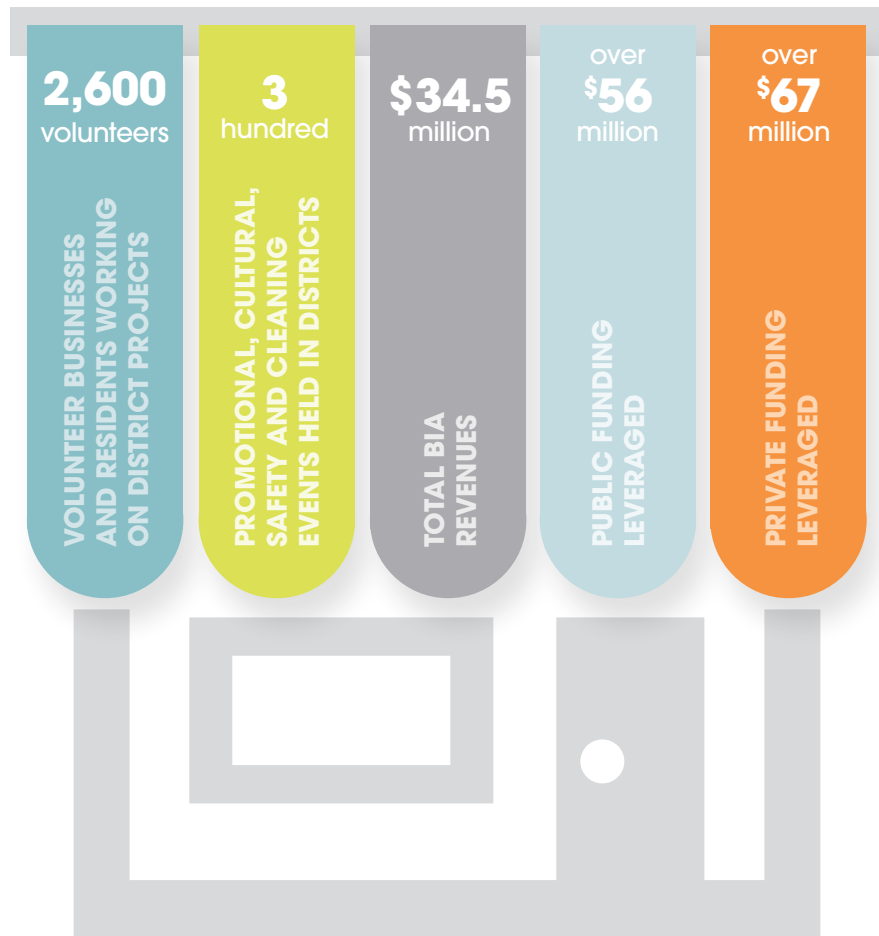 2,600
volunteers
VOLUNTEER BUSINESSES
AND RESIDENTS WORKING
ON DISTRICT PROJECTS
3
hundred
PROMOTIONAL, CULTURAL,
SAFETY AND CLEANING
EVENTS HELD IN DISTRICTS
$34.5
million
TOTAL BIA
REVENUES
over
$56
million
PUBLIC FUNDING
LEVERAGED
over
$67
million
PRIVATE FUNDING
LEVERAGED